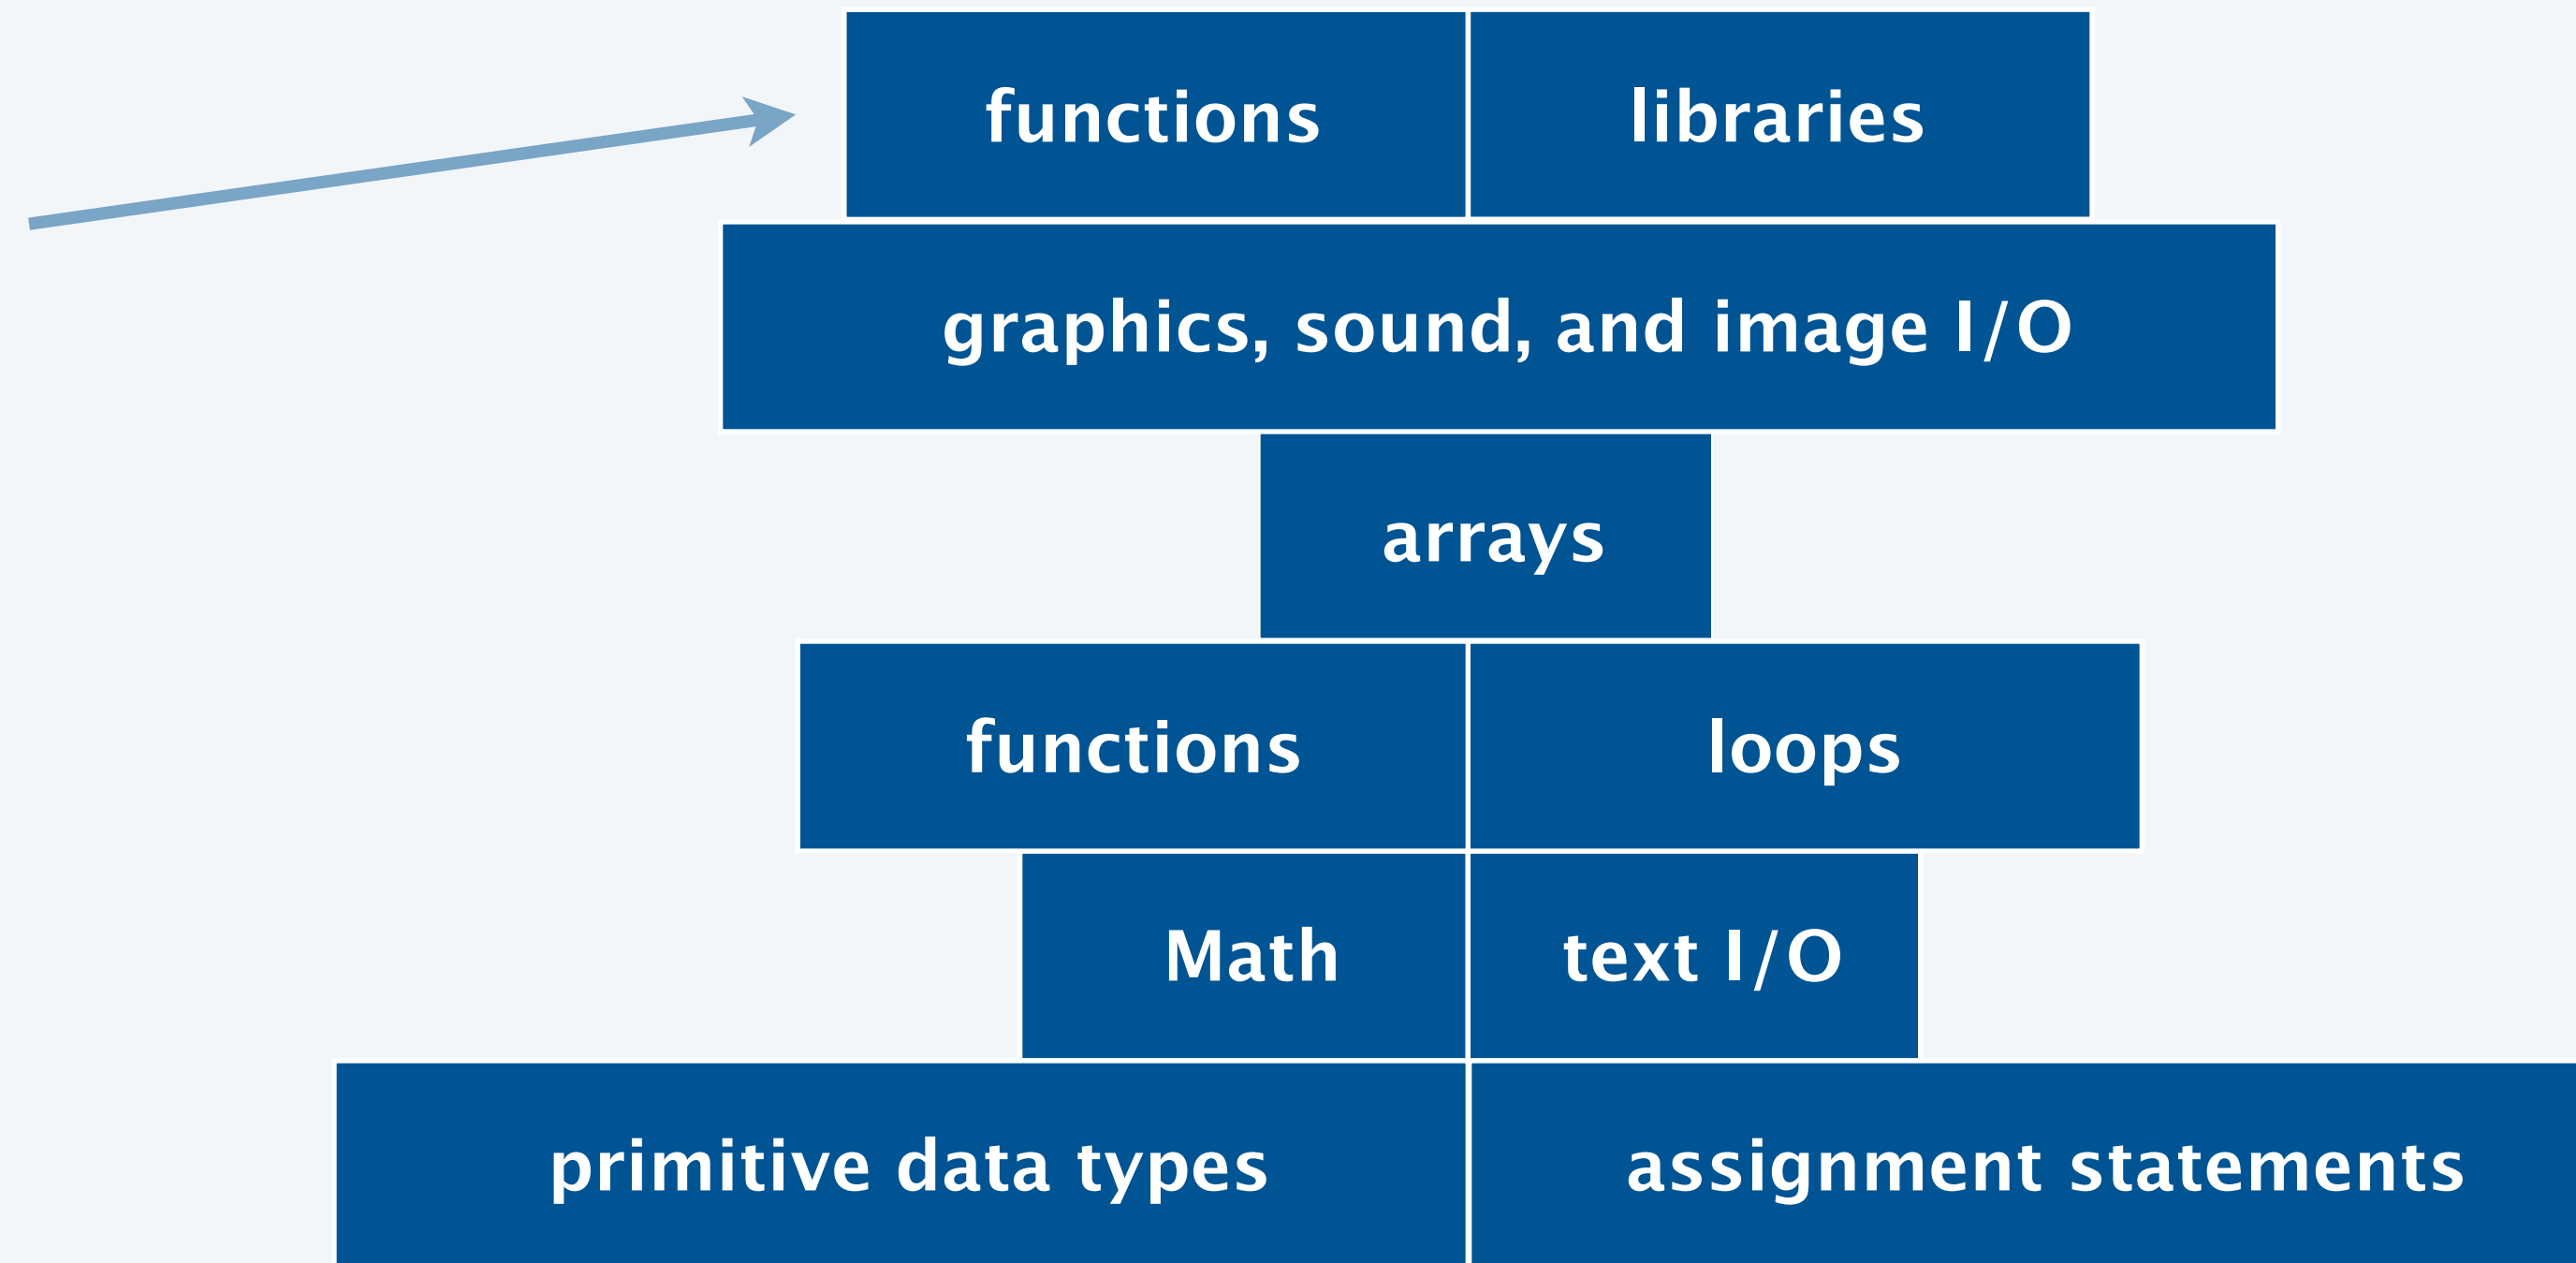 functions libraries
graphics, sound, and image I/O
arrays
functions loops
Math text I/O
primitive data types assignment statements